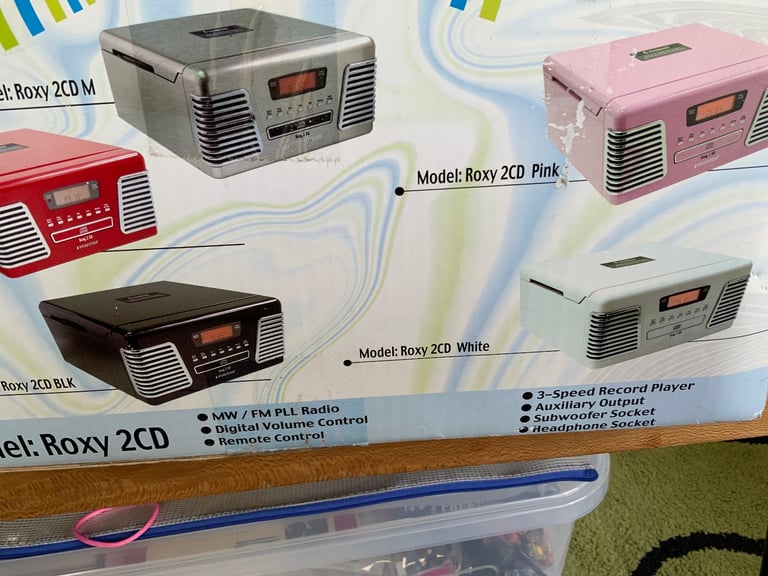 el: Roxy 2CD M
Model: Roxy 2CD Pink
Model: Roxy 2CD White
Roxy 2CD BLK
el: Roxy 2CD
MW / FM PLL Radio
Digital Volume Control
Remote Control
3-Speed Record Player
Auxiliary Output
Subwoofer Socket
Headphone Socket